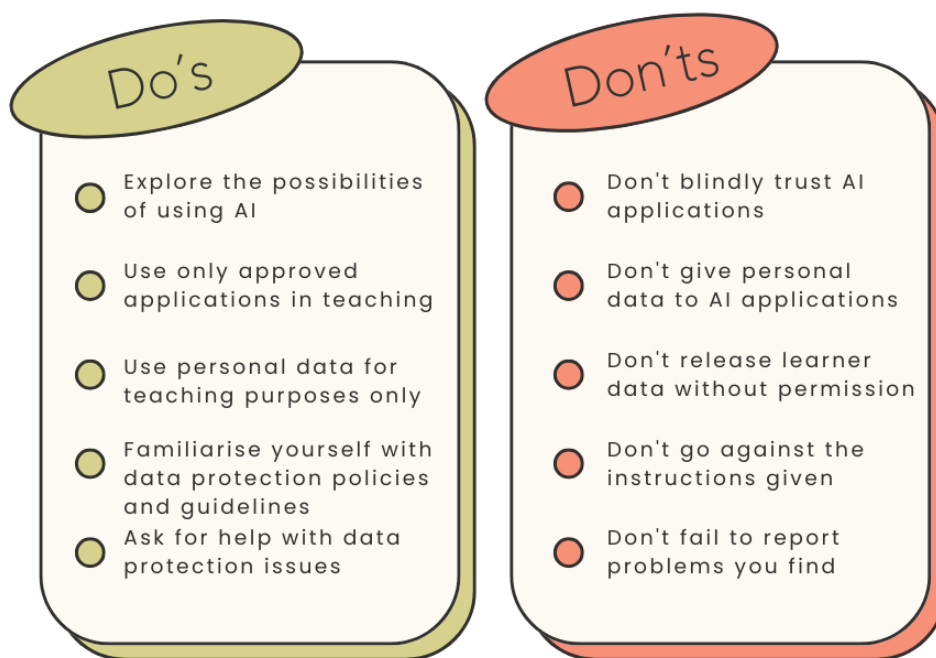 Do's
Explore the possibilities
of using AI
Use only approved
applications in teaching
Use personal data for
teaching purposes only
Familiarise yourself with
data protection policies
and guidelines
Ask for help with data
protection issues
Don'ts
Don't blindly trust AI
applications
Don't give personal
data to AI applications
Don't release learner
data without permission
Don't go against the
instructions given
Don't fail to report
problems you find